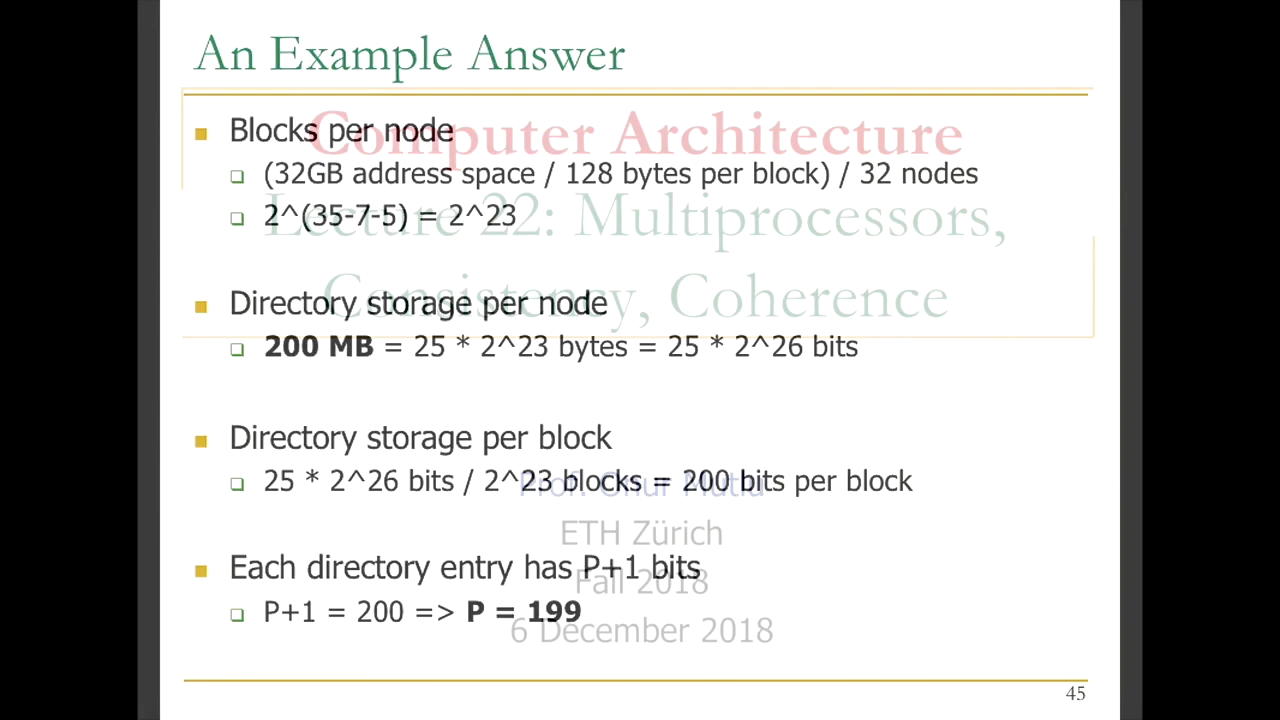 An Example Answer
Blocks per node
(32GB address space / 128 bytes per block) / 32 nodes
2^(35-7-5) = 2^23
Directory storage per node
200 MB = 25 * 2^23 bytes = 25 * 2^26 bits
Directory storage per block
25 * 2^26 bits / 2^23 blocks = 200 bits per block
Each directory entry has P+1 bits
P+1 = 200 => P = 199
45
Computer Architecture
Lecture 22: Multiprocessors,
Consistency, Coherence
Prof. Onur Mutlu
ETH Zürich
Fall 2018
6 December 2018